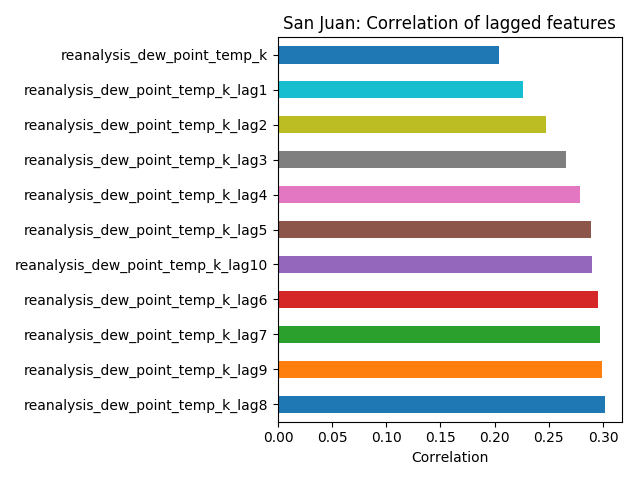 San Juan: Correlation of lagged features
reanalysis_dew_point_temp_k
reanalysis_dew_point_temp_k_lag1
reanalysis_dew_point_temp_k_lag2
reanalysis_dew_point_temp_k_lag3
reanalysis_dew_point_temp_k_lag4
reanalysis_dew_point_temp_k_lag5
reanalysis_dew_point_temp_k_lag10
reanalysis_dew_point_temp_k_lag6
reanalysis_dew_point_temp_k_lag7
reanalysis_dew_point_temp_k_lag9
reanalysis_dew_point_temp_k_lag8
0.00 0.05 0.10 0.15 0.20 0.25 0.30
Correlation